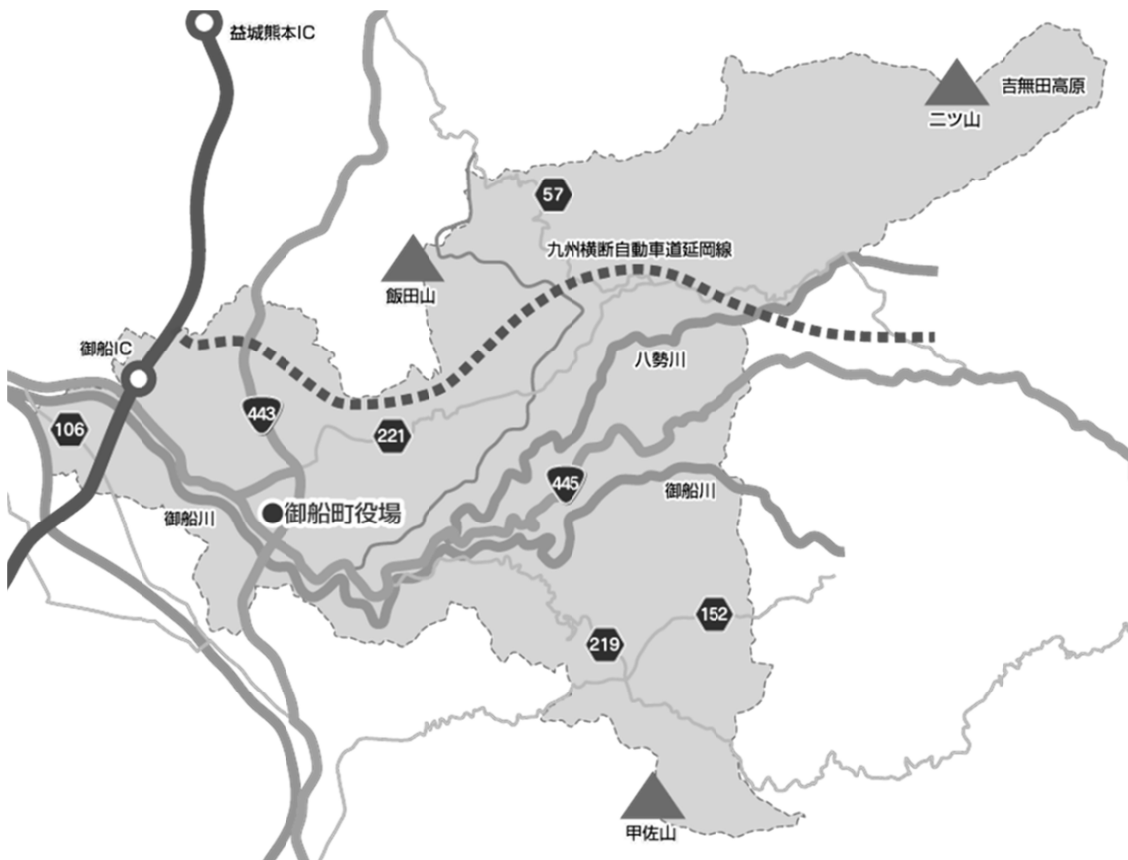 益城熊本IC
吉無田高原
二ツ山
57
九州横断自動車道延岡線
飯田山
御船IC
八勢川
443
106
221
445
御船川
御船川
御船町役場
152
219
甲佐山